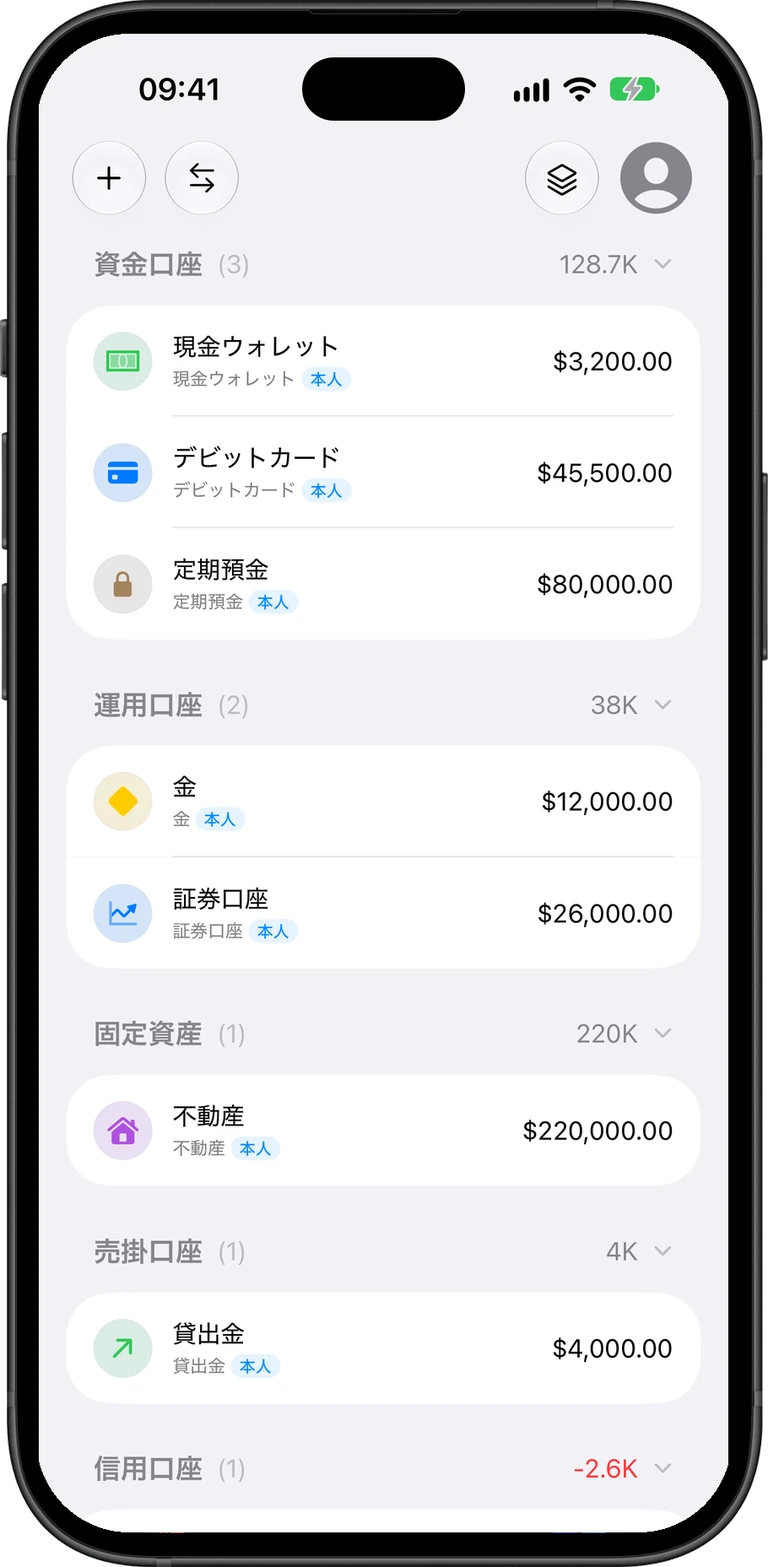 09:41
資金口座 (3) 128.7K
現金ウォレット
現金ウォレット 本人
$3,200.00
デビットカード
デビットカード 本人
$45,500.00
定期預金
定期預金 本人
$80,000.00
運用口座 (2) 38K
金
金 本人
$12,000.00
証券口座
証券口座 本人
$26,000.00
固定資産 (1) 220K
不動産
不動産 本人
$220,000.00
売掛口座 (1) 4K
貸出金
貸出金 本人
$4,000.00
信用口座 (1) -2.6K